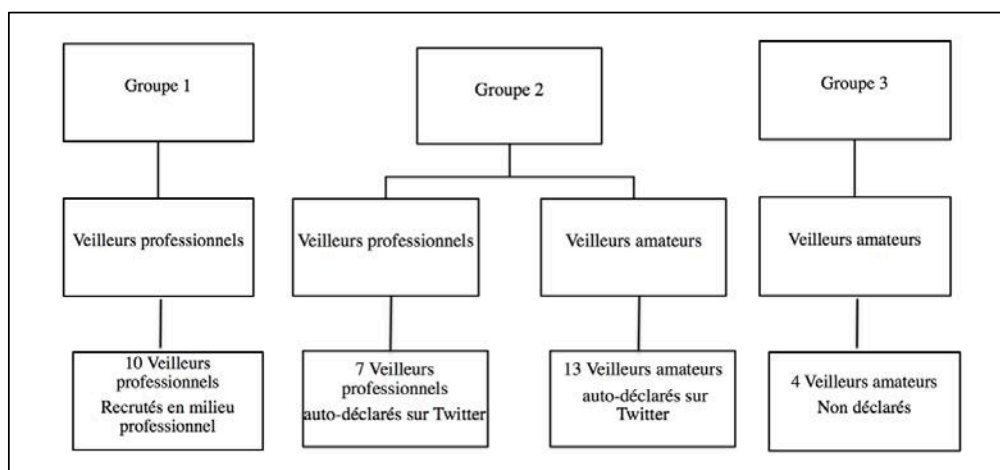 Groupe 1
Groupe 2
Groupe 3
Veilleurs professionnels
Veilleurs professionnels
Veilleurs amateurs
Veilleurs amateurs
10 Veilleurs
professionnels
Recrutés en milieu
professionnel
7 Veilleurs
professionnels
auto-déclarés sur Twitter
13 Veilleurs amateurs
auto-déclarés sur
Twitter
4 Veilleurs amateurs
Non déclarés